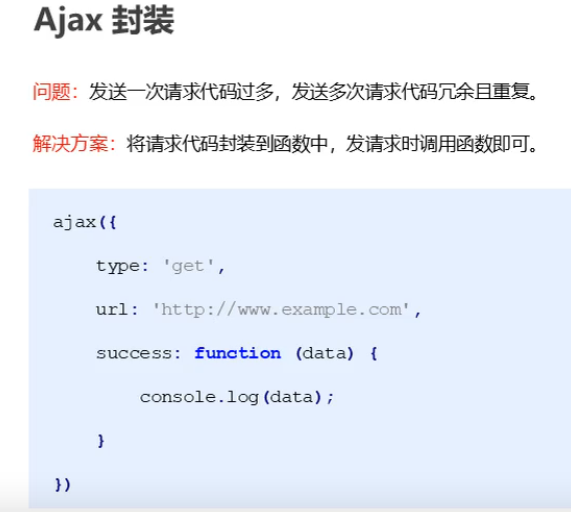 Ajax 封装
问题：发送一次请求代码过多，发送多次请求代码冗余且重复。
解决方案：将请求代码封装到函数中，发请求时调用函数即可。
ajax({
type: 'get',
url: 'http://www.example.com',
success: function (data) {
console.log(data);
}
})